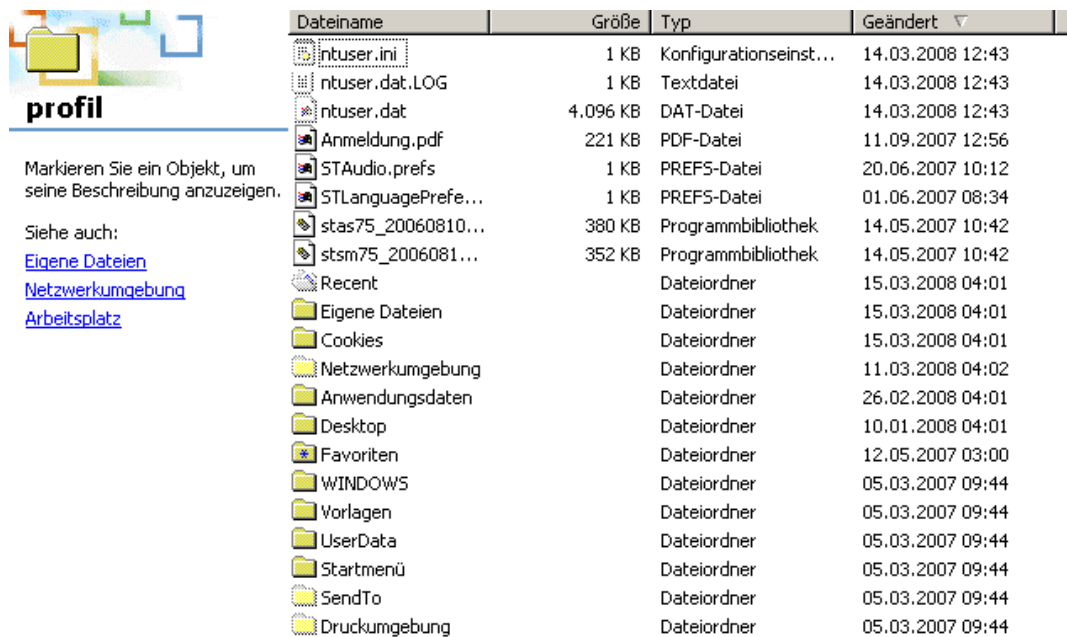 profil
Markieren Sie ein Objekt, um
seine Beschreibung anzuzeigen.
Siehe auch:
Eigene Dateien
Netzwerkumgebung
Arbeitsplatz
Dateiname Größe Typ Geändert
ntuser.ini 1 KB Konfigurationseinst... 14.03.2008 12:43
ntuser.dat.LOG 1 KB Textdatei 14.03.2008 12:43
ntuser.dat 4.096 KB DAT-Datei 14.03.2008 12:43
Anmeldung.pdf 221 KB PDF-Datei 11.09.2007 12:56
STAudio.prefs 1 KB PREFS-Datei 20.06.2007 10:12
STLanguagePrefe... 1 KB PREFS-Datei 01.06.2007 08:34
stas75_20060810... 380 KB Programmbibliothek 14.05.2007 10:42
stsm75_2006081... 352 KB Programmbibliothek 14.05.2007 10:42
Recent Dateiordner 15.03.2008 04:01
Eigene Dateien Dateiordner 15.03.2008 04:01
Cookies Dateiordner 15.03.2008 04:01
Netzwerkumgebung Dateiordner 11.03.2008 04:02
Anwendungsdaten Dateiordner 26.02.2008 04:01
Desktop Dateiordner 10.01.2008 04:01
Favoriten Dateiordner 12.05.2007 03:00
WINDOWS Dateiordner 05.03.2007 09:44
Vorlagen Dateiordner 05.03.2007 09:44
UserData Dateiordner 05.03.2007 09:44
Startmenü Dateiordner 05.03.2007 09:44
SendTo Dateiordner 05.03.2007 09:44
Druckumgebung Dateiordner 05.03.2007 09:44